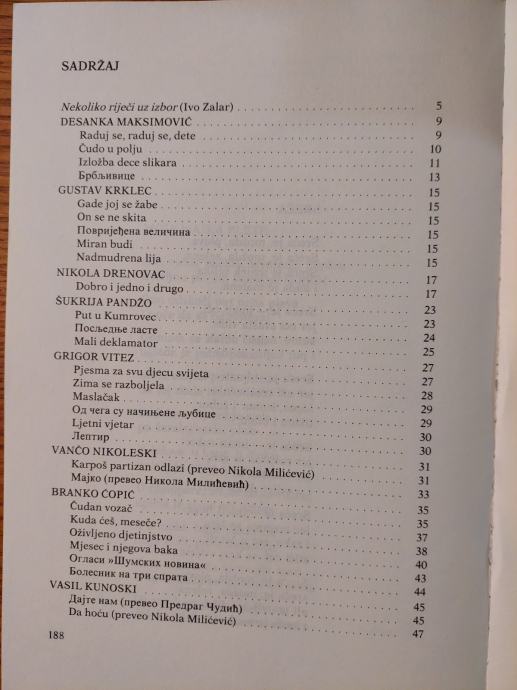 SADRŽAJ
Nekoliko riječi uz izbor (Ivo Zalar) 5
DESANKA MAKSIMOVIĆ 9
Raduj se, raduj se, dete 9
Čudo u polju 10
Izložba dece slikara 11
Брбљивице 13
GUSTAV KRKLEC 15
Gade joj se žabe 15
On se ne skita 15
Повријеђена величина 15
Miran budi 15
Nadmudrena lija 15
NIKOLA DRENOVAC 17
Dobro i jedno i drugo 17
ŠUKRIJA PANDŽO 23
Put u Kumrovec 23
Посљедње ласте 24
Mali deklamator 25
GRIGOR VITEZ 27
Pjesma za svu djecu svijeta 27
Zima se razboljela 28
Maslačak 29
Од чега су начињене љубице 29
Ljetni vjetar 30
Лептир 30
VANČO NIKOLESKI 31
Karpoš partizan odlazi (preveo Nikola Milićević) 31
Мајко (превео Никола Милићевић) 33
BRANKO ĆOPIĆ 35
Čudan vozač 35
Kuda ćeš, meseče? 37
Oživljeno djetinjstvo 38
Mjesec i njegova baka 40
Огласи »Шумских новина« 43
Болесник на три спрата 44
VASIL KUNOSKI 45
Дајте нам (превео Предраг Чудић) 45
Da hoću (preveo Nikola Milićević) 47
188